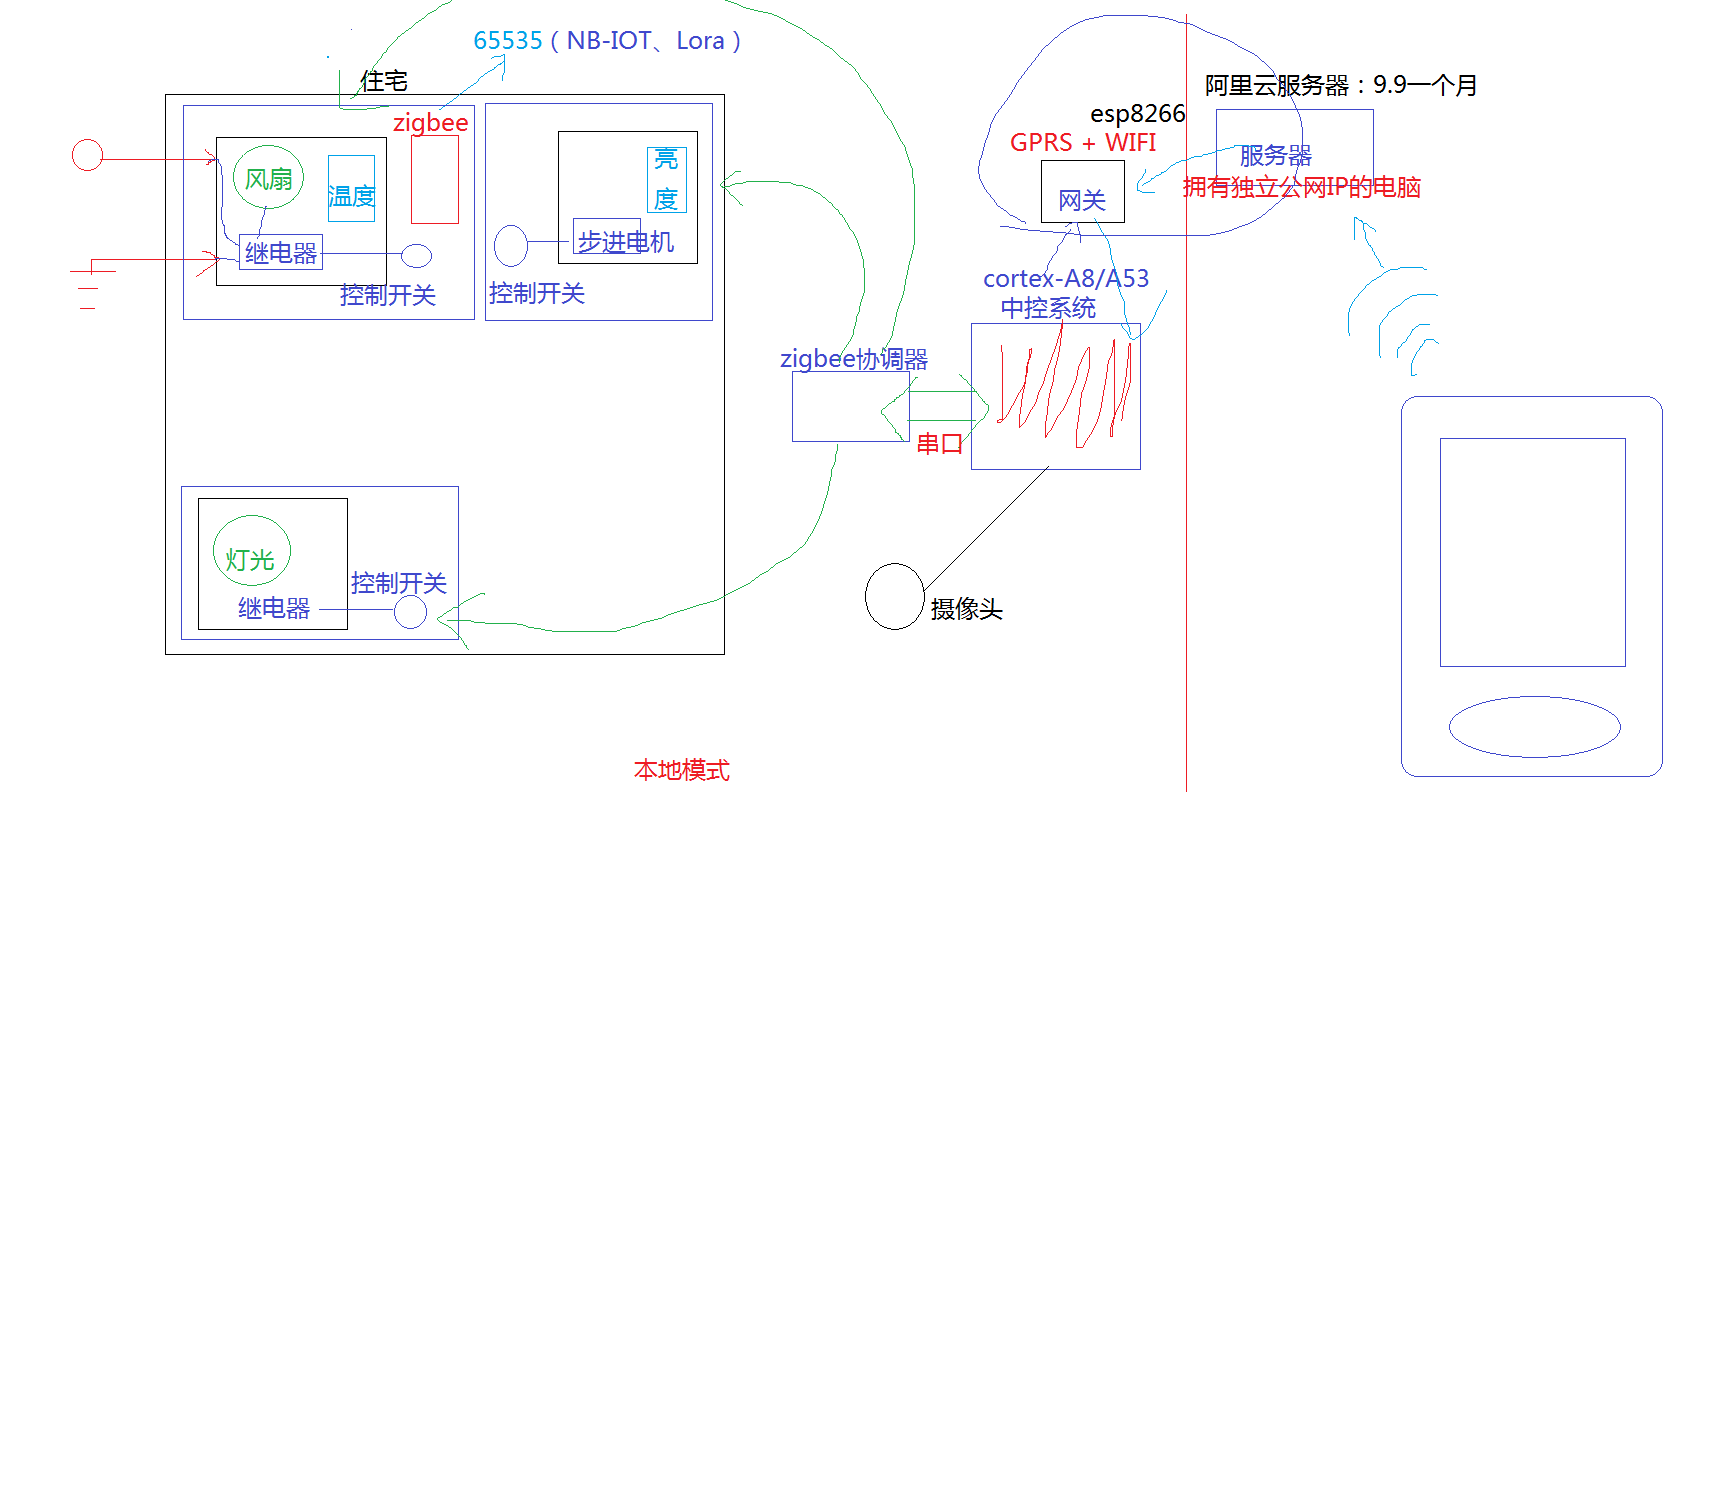 65535（NB-IOT、Lora）
住宅
zigbee
风扇
温度
继电器
控制开关
亮
度
步进电机
控制开关
阿里云服务器：9.9一个月
esp8266
GPRS + WIFI
服务器
网关
拥有独立公网IP的电脑
cortex-A8/A53
中控系统
zigbee协调器
串口
灯光
控制开关
继电器
摄像头
本地模式